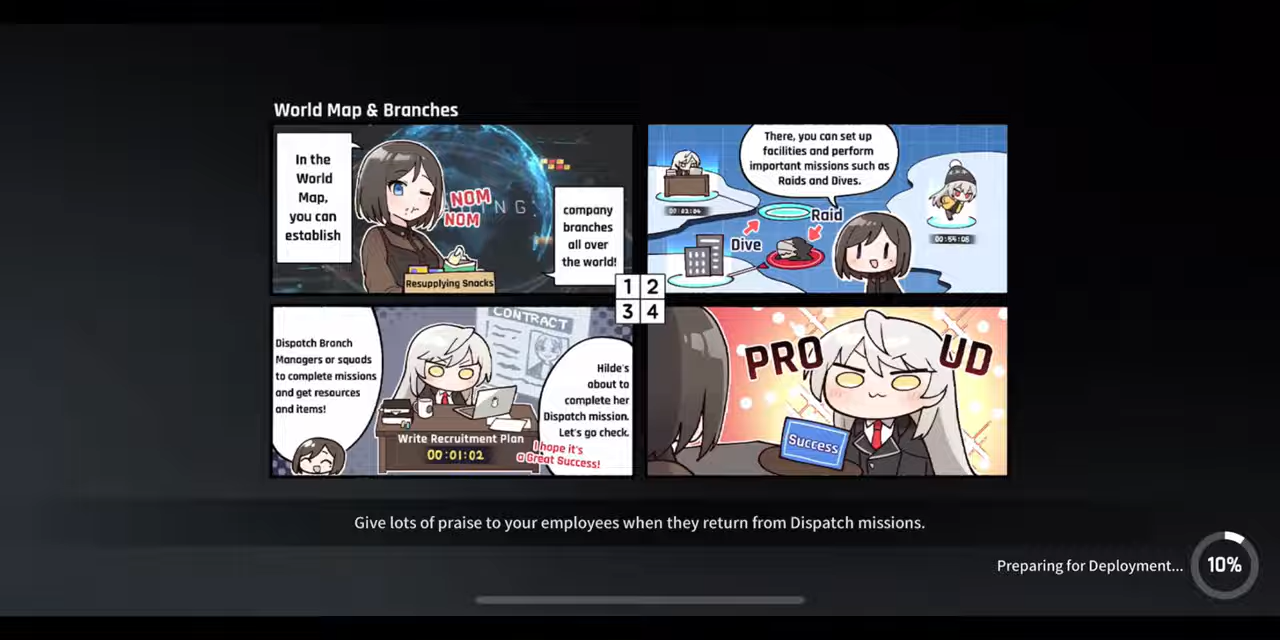 World Map & Branches
In the
World
Map,
you can
establish
NOM
NOM
Resupplying Snacks
company
branches
all over
the world!
There, you can set up
facilities and perform
important missions such as
Raids and Dives.
Raid
Dive
00:54:08
1 2
3 4
Dispatch Branch
Managers or squads
to complete missions
and get resources
and items!
CONTRACT
Write Recruitment Plan
00:01:02
Hilde's
about to
complete her
Dispatch mission.
Let's go check.
I hope it's
a Great Success!
PRO UD
Success
Give lots of praise to your employees when they return from Dispatch missions.
Preparing for Deployment...
10%